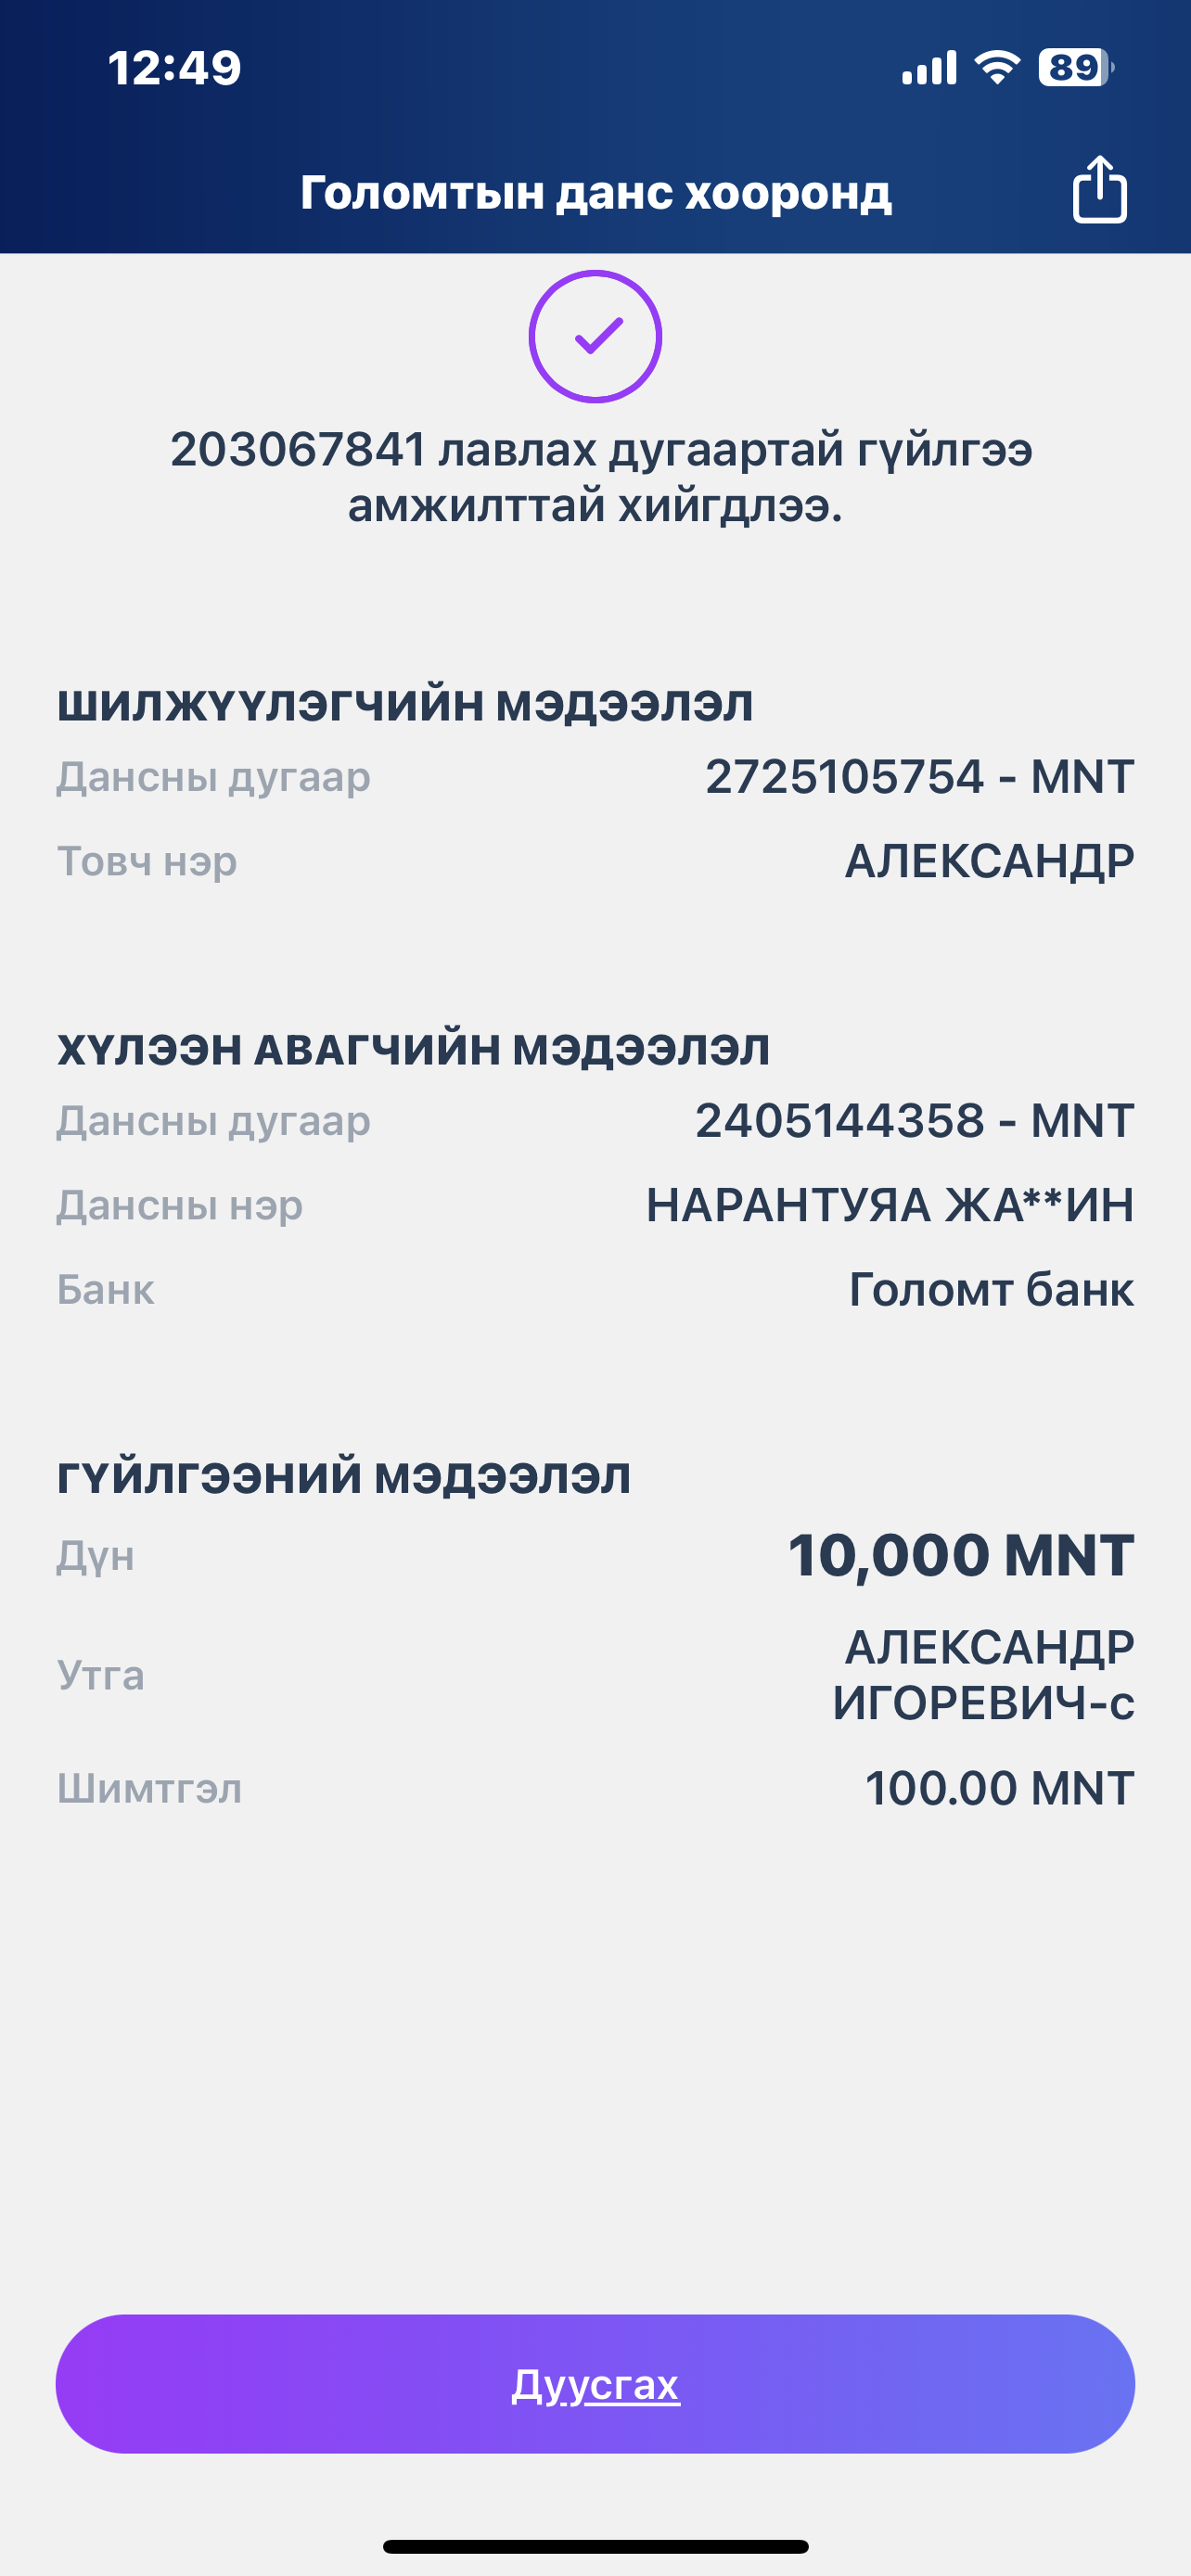 12:49
89
Голомтын данс хооронд
203067841 лавлах дугаартай гүйлгээ
амжилттай хийгдлээ.
ШИЛЖҮҮЛЭГЧИЙН МЭДЭЭЛЭЛ
Дансны дугаар 2725105754 - MNT
Товч нэр АЛЕКСАНДР
ХҮЛЭЭН АВАГЧИЙН МЭДЭЭЛЭЛ
Дансны дугаар 2405144358 - MNT
Дансны нэр НАРАНТУЯА ЖА**ИН
Банк Голомт банк
ГҮЙЛГЭЭНИЙ МЭДЭЭЛЭЛ
Дүн 10,000 MNT
Утга АЛЕКСАНДР
ИГОРЕВИЧ-с
Шимтгэл 100.00 MNT
Дуусгах